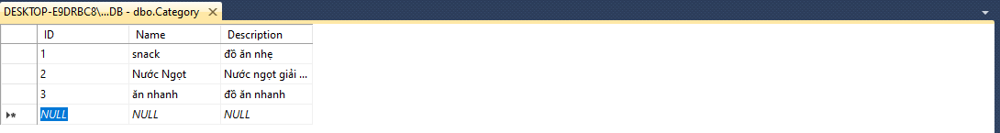 DESKTOP-E9DRBC8\...DB - dbo.Category
ID Name Description
1 snack đồ ăn nhẹ
2 Nước Ngọt Nước ngọt giải ...
3 ăn nhanh đồ ăn nhanh
NULL NULL NULL